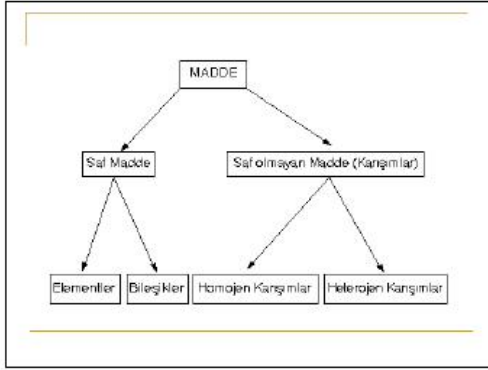 MADDE
Saf Madde
Saf olmayan Madde (Karışımlar)
Elementler
Bileşikler
Homojen Karışımlar
Heterojen Karışımlar